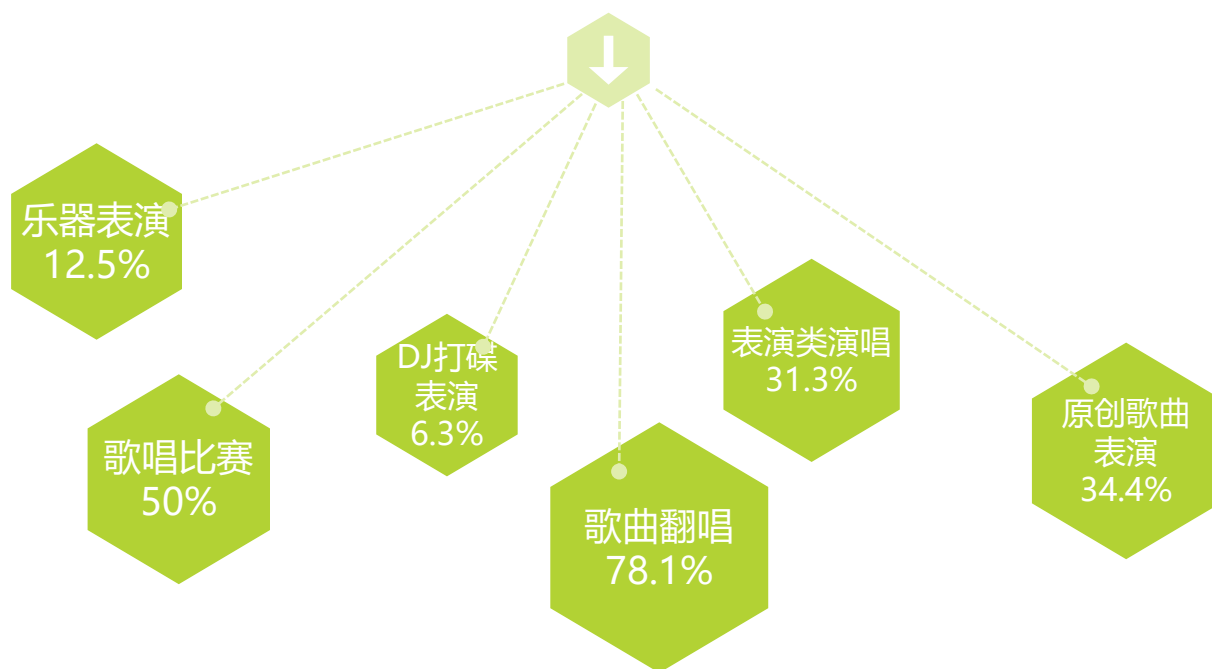 乐器表演
12.5%
歌唱比赛
50%
DJ打碟
表演
6.3%
歌曲翻唱
78.1%
表演类演唱
31.3%
原创歌曲
表演
34.4%